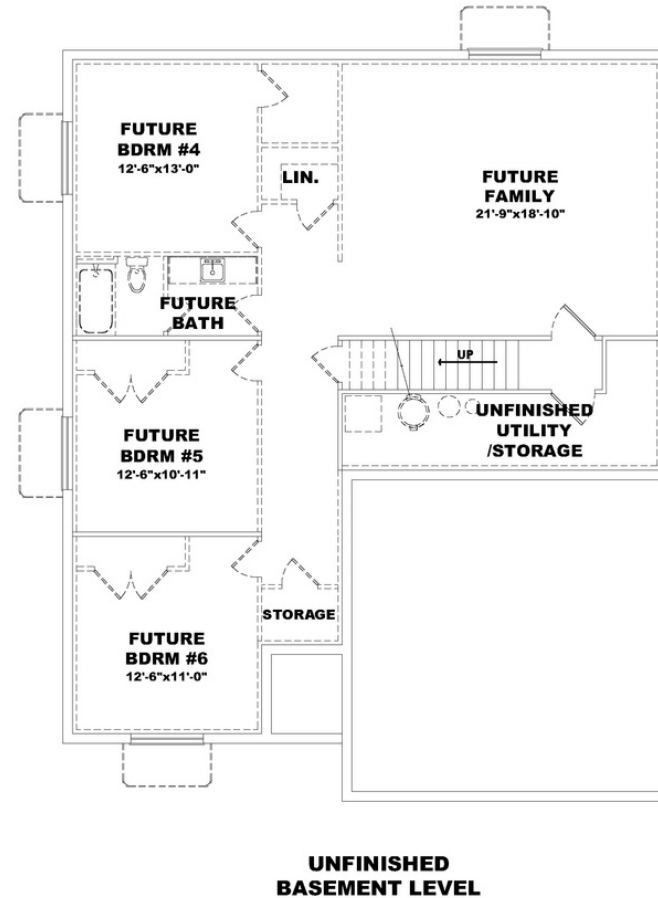 FUTURE
BDRM #4
12'-6"x13'-0"
LIN.
FUTURE
FAMILY
21'-9"x18'-10"
FUTURE
BATH
UP
UNFINISHED
UTILITY
/STORAGE
FUTURE
BDRM #5
12'-6"x10'-11"
STORAGE
FUTURE
BDRM #6
12'-6"x11'-0"
UNFINISHED
BASEMENT LEVEL